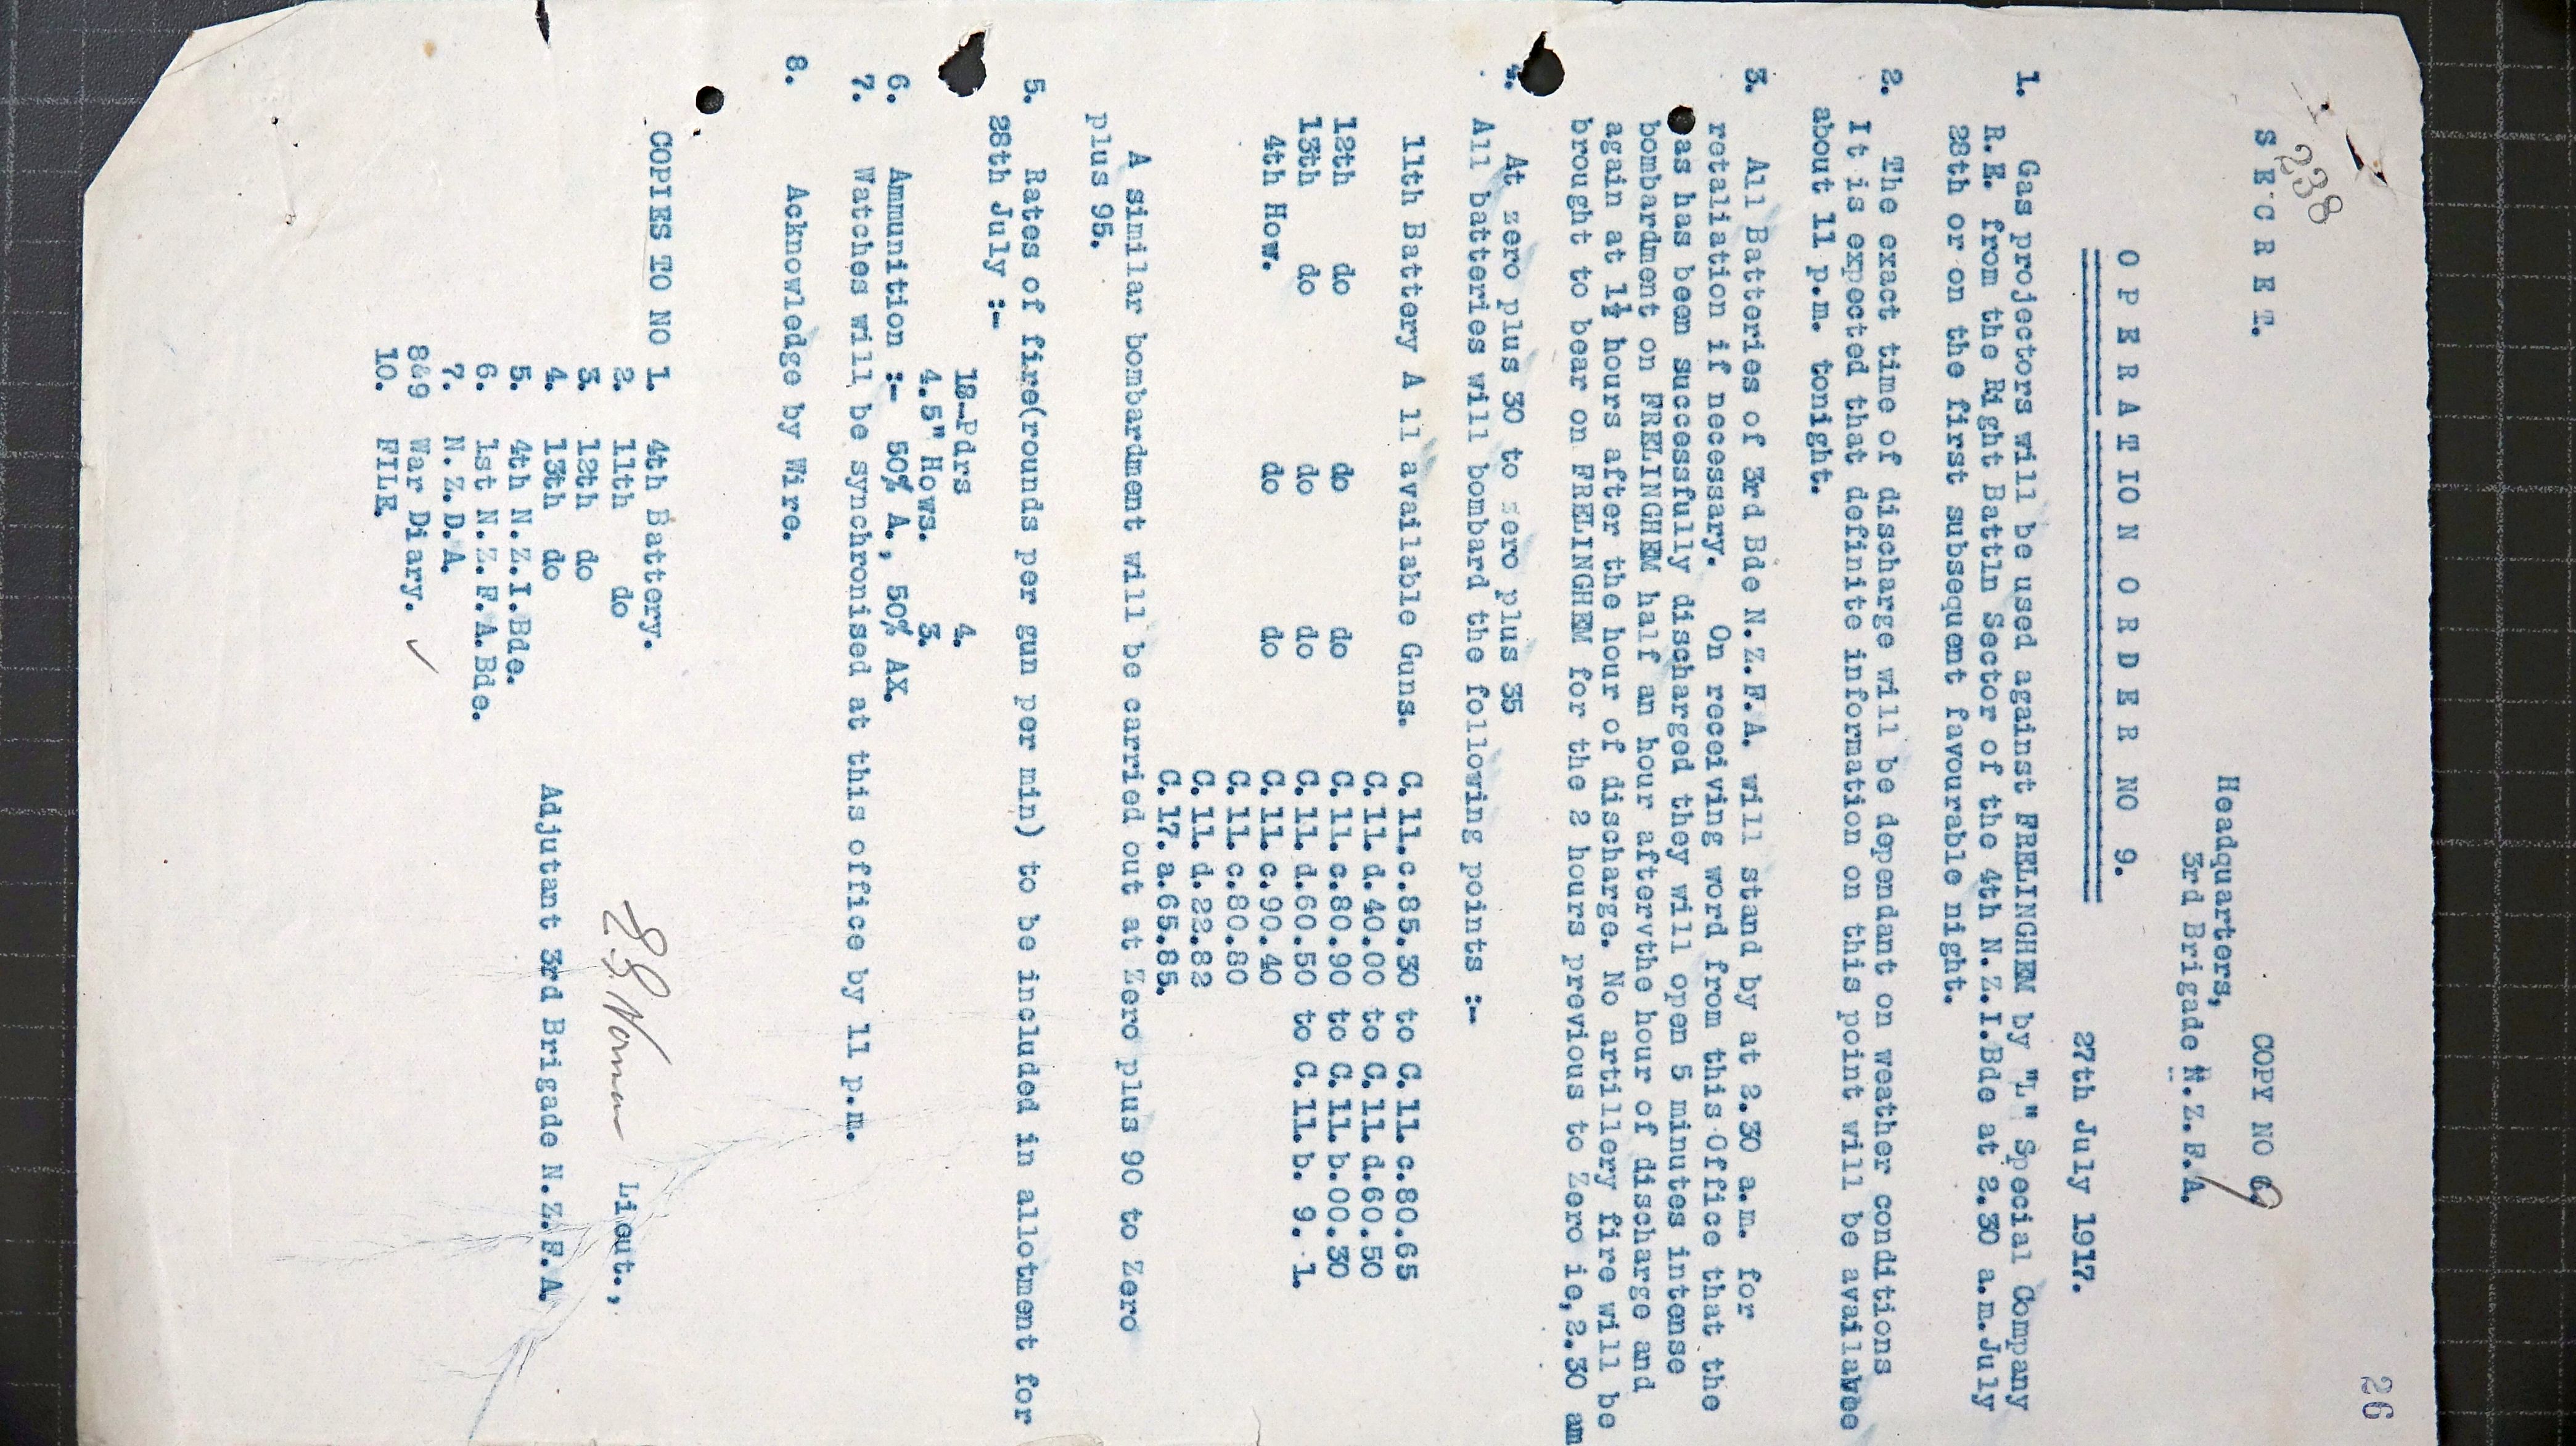 26
238
S E C R E T.
COPY NO 9
Headquarters,
3rd Brigade N.Z.F.A.
O P E R A T IO N O R D E R NO 9.
27th July 1917.
1. Gas projectors will be used against FRELINGHEM by "L" Special Company
R.E. from the Right Battln Sector of the 4th N.Z.I.Bde at 2.30 a.m.July
28th or on the first subsequent favourable night.
2. The exact time of discharge will be dependant on weather conditions
It is expected that definite information on this point will be
about 11 p.m. tonight.
3. All Batteries of 3rd Bde N.Z.F.A. will stand by at 2.30 a.m. for
retaliation if necessary. On receiving word from this Office that the
as has been successfully discharged they will open 5 minutes intense
bombardment on FRELINGHEM half an hour aftervthe hour of discharge and
again at 1½ hours after the hour of discharge. No artillery fire will be
brought to bear on FRELINGHEM for the 2 hours previous to Zero ie,2.30 am
4. At zero plus 30 to zero plus 35
All batteries will bombard the following points :-
11th Battery A ll available Guns. C.11.c.85.30 to C.11.c.80.65
C.11.d.40.00 to C.11.d.60.50
12th do do do C.11.c.80.90 to C.11.b.00.30
13th do do do C.11.d.60.50 to C.11.b. 9. 1.
4th How. do do C.11.c.90.40
C.11.c.80.80
C.11.d.22.82
C.17.a.65.85.
A similar bombardment will be carried out at Zero plus 90 to Zero
plus 95.
5. Rates of fire(rounds per gun per min) to be included in allotment for
28th July :-
18-Pdrs 4.
4.5" Hows. 3.
6. Ammunition :- 50% A., 50% AX.
7. Watches will be synchronised at this office by 11 p.m.
8. Acknowledge by Wire.
Lieut.,
Adjutant 3rd Brigade N.Z.F.A.
COPIES TO NO 1. 4th Battery.
2. 11th do
3. 12th do
4. 13th do
5. 4th N.Z.I.Bde.
6. 1st N.Z.F.A.Bde.
7. N.Z.D.A.
8&9 War Diary. ✓
10. FILE.